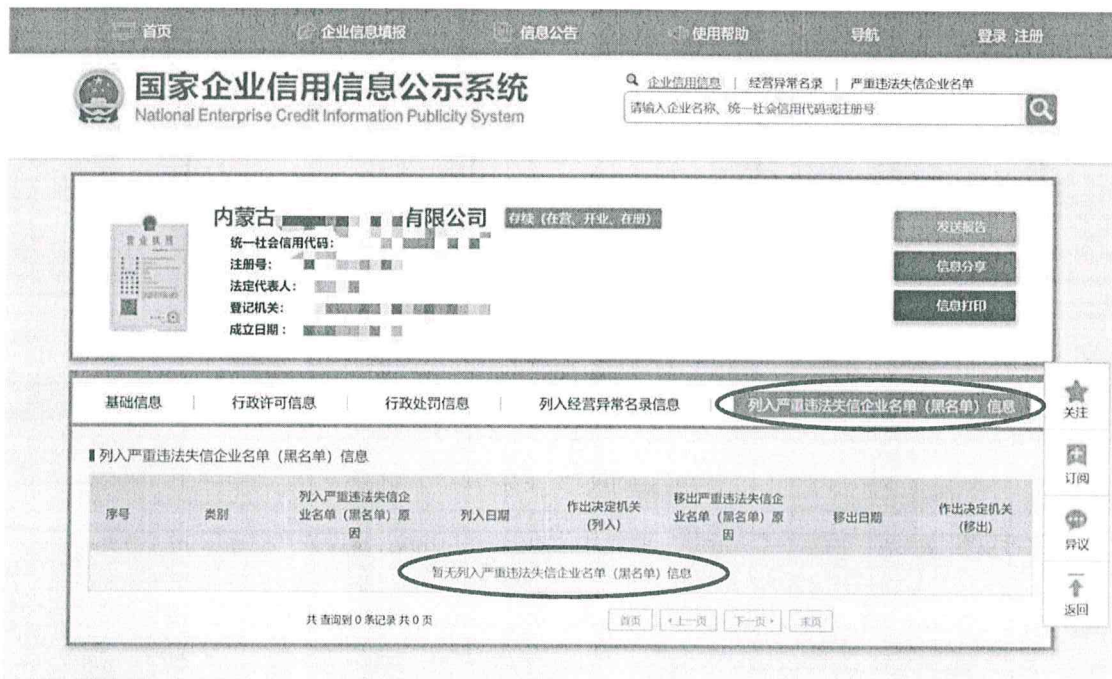 首页 企业信息填报 信息公告 使用帮助 导航 登录 注册
国家企业信用信息公示系统
National Enterprise Credit Information Publicity System
企业信用信息 | 经营异常名录 | 严重违法失信企业名单
请输入企业名称、统一社会信用代码或注册号
内蒙古 有限公司 存续（在营、开业、在册）
营业执照
统一社会信用代码：
注册号：
法定代表人：
登记机关：
成立日期：
发送报告
信息分享
信息打印
基础信息 | 行政许可信息 | 行政处罚信息 | 列入经营异常名录信息 | 列入严重违法失信企业名单（黑名单）信息
列入严重违法失信企业名单（黑名单）信息
序号 类别 列入严重违法失信企业名单（黑名单）原因 列入日期 作出决定机关(列入) 移出严重违法失信企业名单（黑名单）原因 移出日期 作出决定机关(移出)
暂无列入严重违法失信企业名单（黑名单）信息
共 查询到 0 条记录 共 0 页 首页 上一页 下一页 末页
关注
订阅
异议
返回